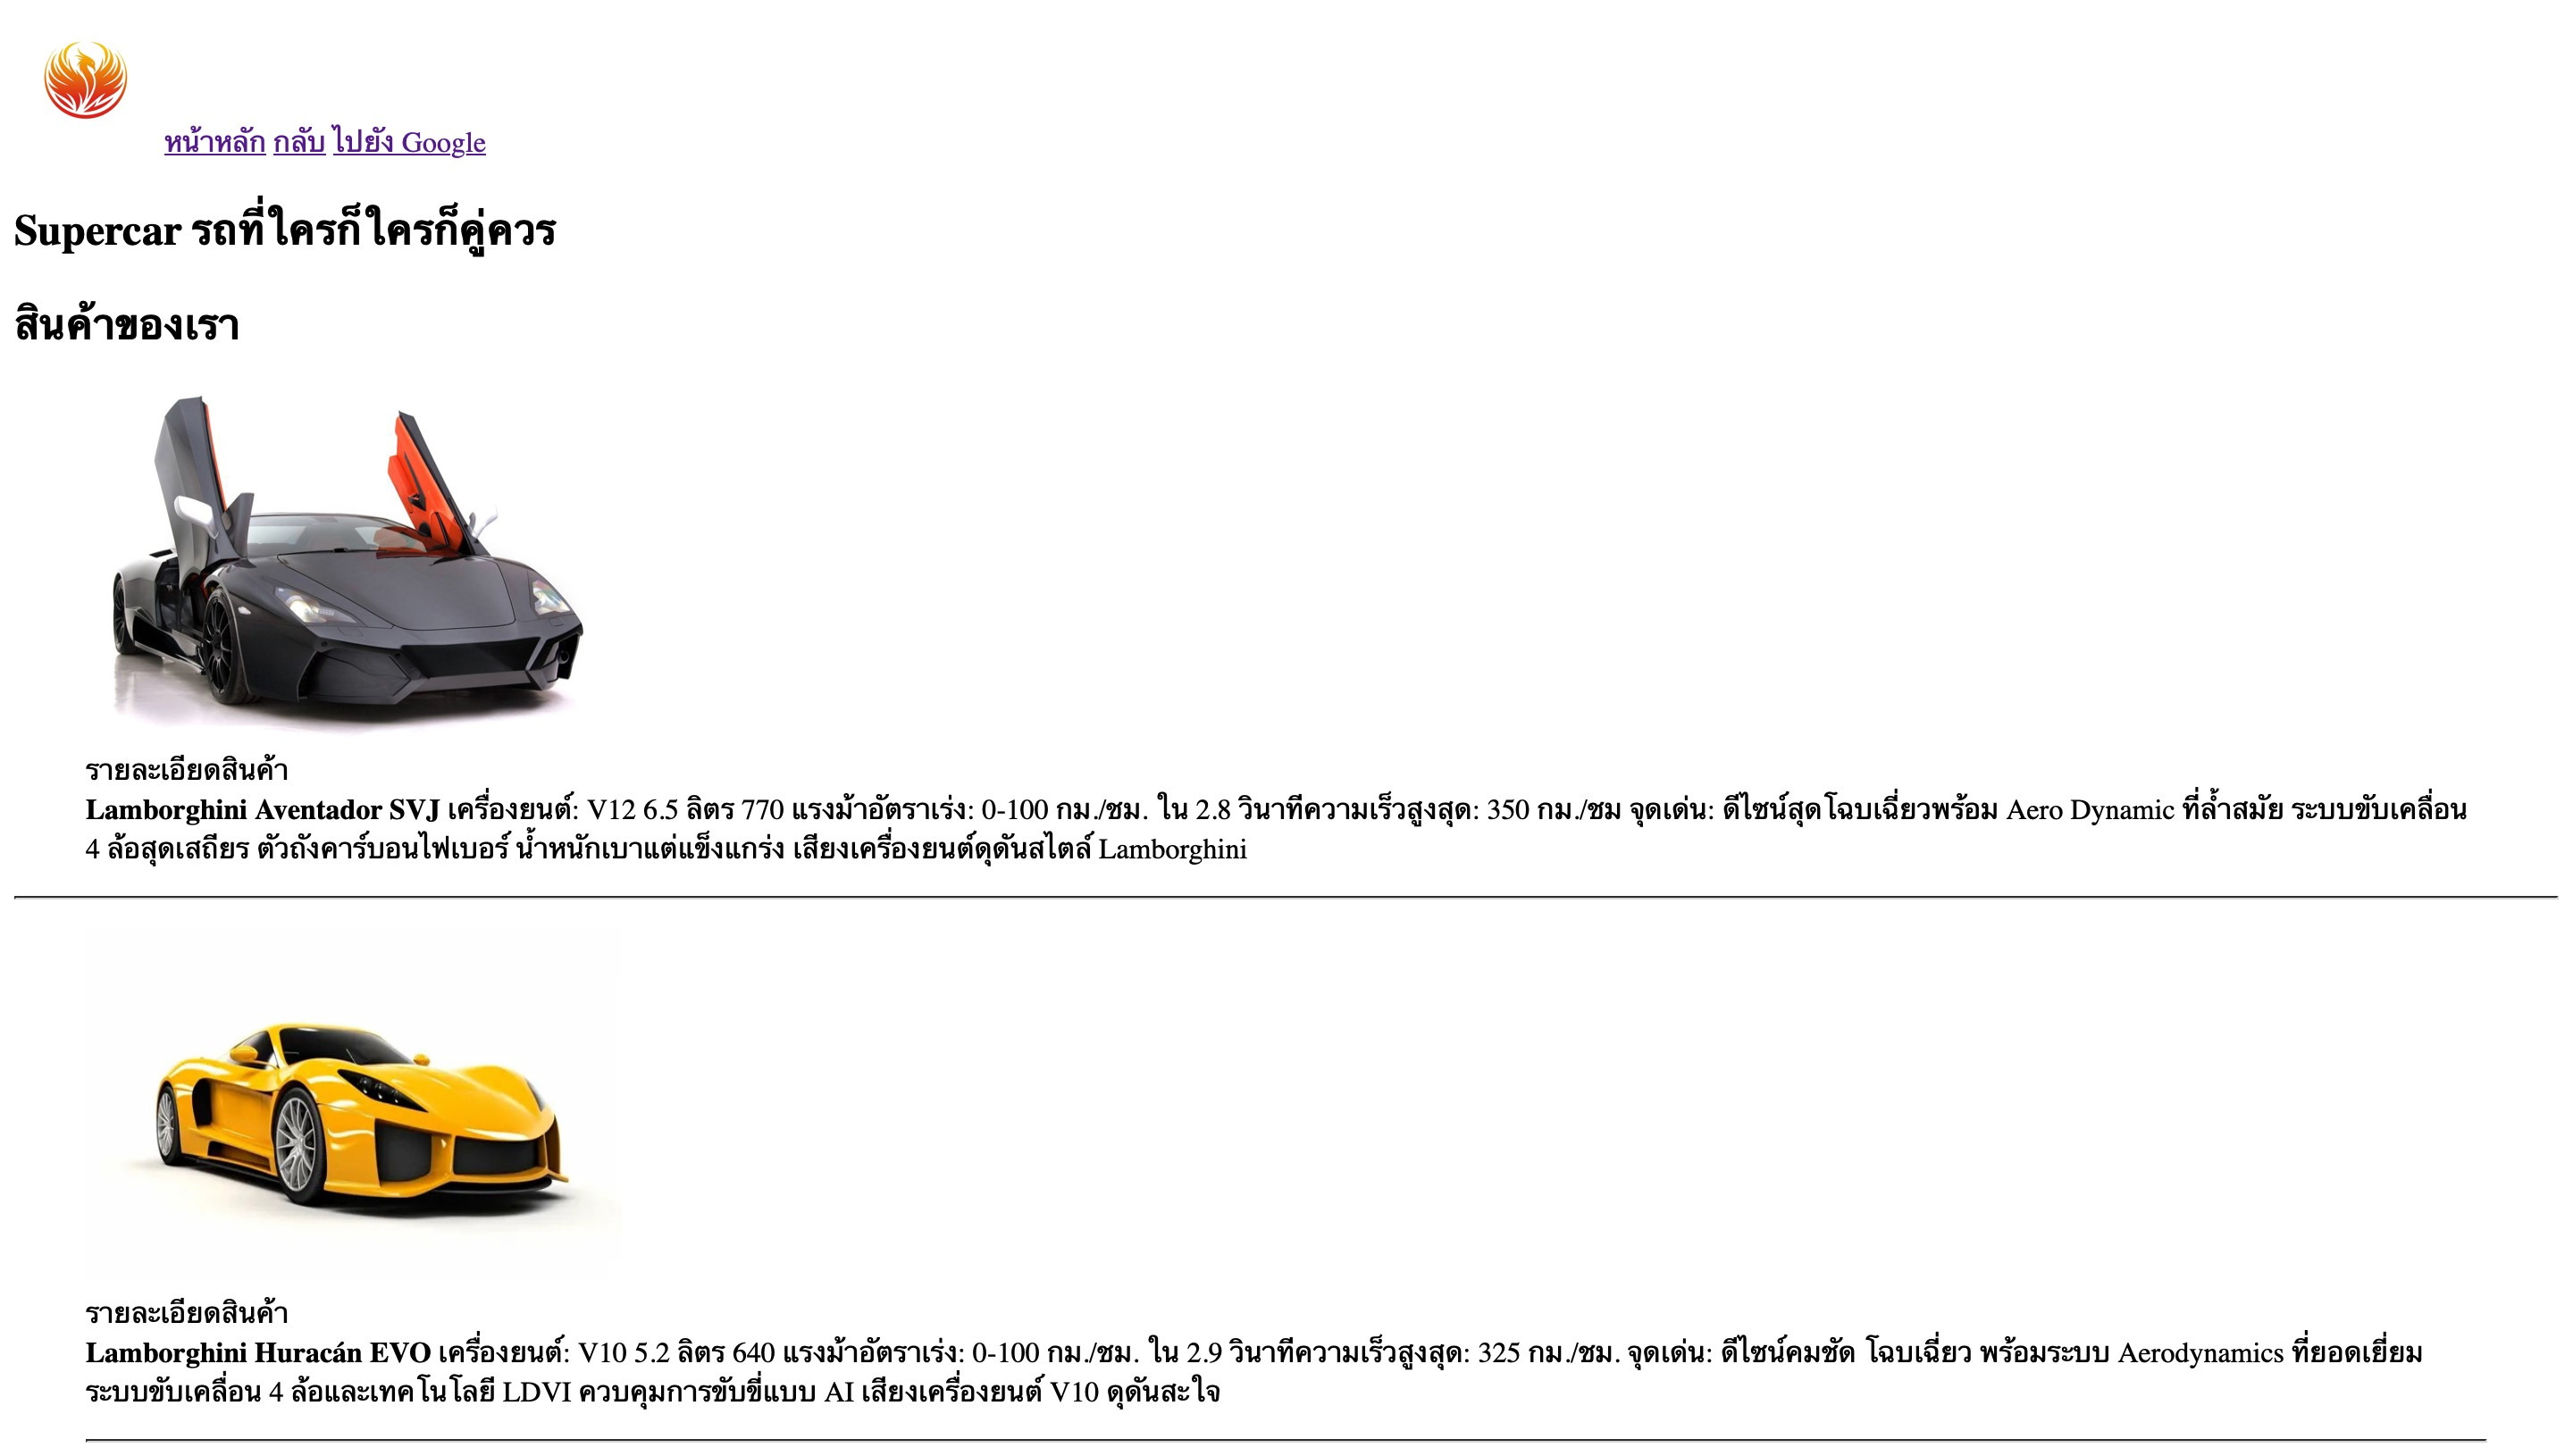 หน้าหลัก กลับ ไปยัง Google
Supercar รถที่ใครก็ใครก็คู่ควร
สินค้าของเรา
รายละเอียดสินค้า
Lamborghini Aventador SVJ เครื่องยนต์: V12 6.5 ลิตร 770 แรงม้าอัตราเร่ง: 0-100 กม./ชม. ใน 2.8 วินาทีความเร็วสูงสุด: 350 กม./ชม จุดเด่น: ดีไซน์สุดโฉบเฉี่ยวพร้อม Aero Dynamic ที่ล้ำสมัย ระบบขับเคลื่อน
4 ล้อสุดเสถียร ตัวถังคาร์บอนไฟเบอร์ น้ำหนักเบาแต่แข็งแกร่ง เสียงเครื่องยนต์ดุดันสไตล์ Lamborghini
รายละเอียดสินค้า
Lamborghini Huracán EVO เครื่องยนต์: V10 5.2 ลิตร 640 แรงม้าอัตราเร่ง: 0-100 กม./ชม. ใน 2.9 วินาทีความเร็วสูงสุด: 325 กม./ชม. จุดเด่น: ดีไซน์คมชัด โฉบเฉี่ยว พร้อมระบบ Aerodynamics ที่ยอดเยี่ยม
ระบบขับเคลื่อน 4 ล้อและเทคโนโลยี LDVI ควบคุมการขับขี่แบบ AI เสียงเครื่องยนต์ V10 ดุดันสะใจ